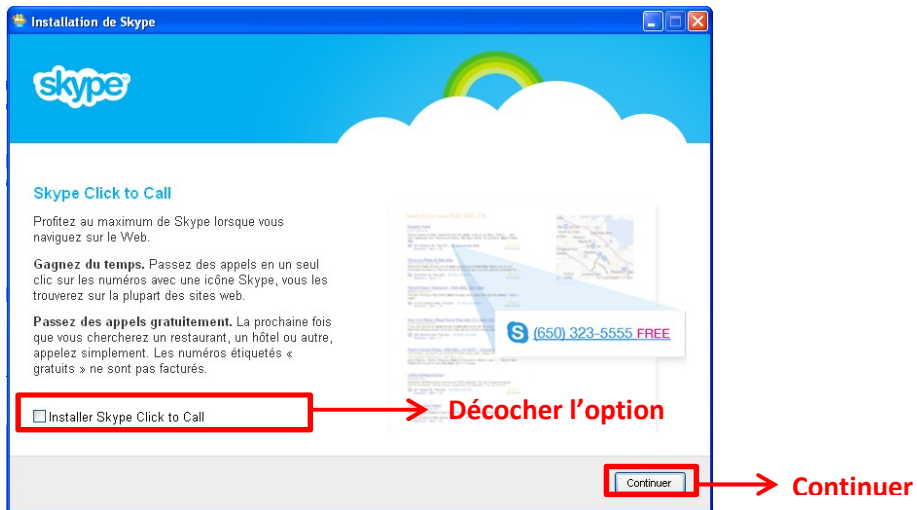 Installation de Skype
skype
Skype Click to Call
Profitez au maximum de Skype lorsque vous
naviguez sur le Web.
Gagnez du temps. Passez des appels en un seul
clic sur les numéros avec une icône Skype, vous les
trouverez sur la plupart des sites web.
Passez des appels gratuitement. La prochaine fois
que vous chercherez un restaurant, un hôtel ou autre,
appelez simplement. Les numéros étiquetés «
gratuits » ne sont pas facturés.
(650) 323-5555 FREE
Installer Skype Click to Call
Décocher l'option
Continuer
Continuer